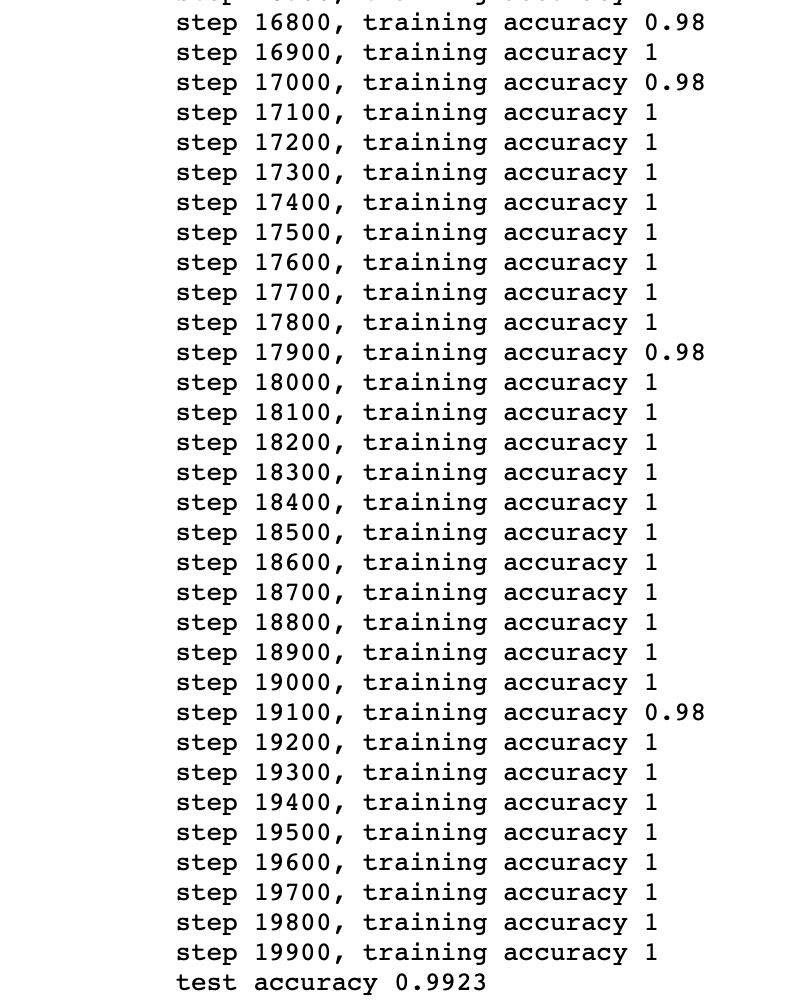 step 16800, training accuracy 0.98
step 16900, training accuracy 1
step 17000, training accuracy 0.98
step 17100, training accuracy 1
step 17200, training accuracy 1
step 17300, training accuracy 1
step 17400, training accuracy 1
step 17500, training accuracy 1
step 17600, training accuracy 1
step 17700, training accuracy 1
step 17800, training accuracy 1
step 17900, training accuracy 0.98
step 18000, training accuracy 1
step 18100, training accuracy 1
step 18200, training accuracy 1
step 18300, training accuracy 1
step 18400, training accuracy 1
step 18500, training accuracy 1
step 18600, training accuracy 1
step 18700, training accuracy 1
step 18800, training accuracy 1
step 18900, training accuracy 1
step 19000, training accuracy 1
step 19100, training accuracy 0.98
step 19200, training accuracy 1
step 19300, training accuracy 1
step 19400, training accuracy 1
step 19500, training accuracy 1
step 19600, training accuracy 1
step 19700, training accuracy 1
step 19800, training accuracy 1
step 19900, training accuracy 1
test accuracy 0.9923